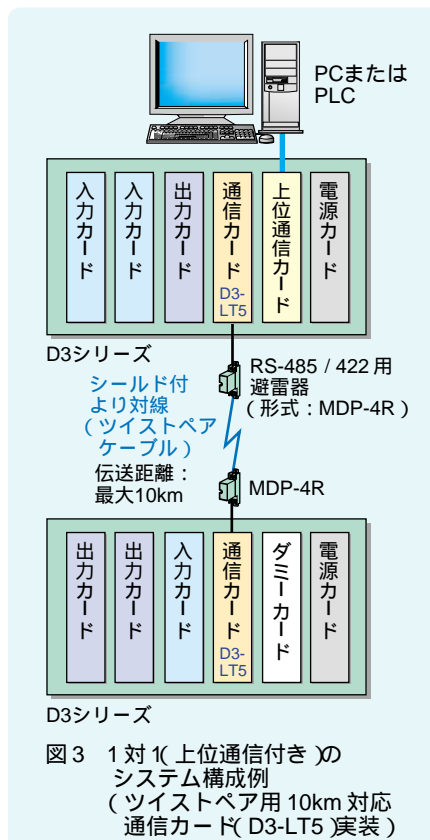 PCまたは
PLC
入力カード
入力カード
出力カード
通信カード
D3-
LT5
上位通信カード
電源カード
D3シリーズ
RS-485 / 422 用
避雷器
( 形式 : MDP-4R )
シールド付
より対線
( ツイストペア
ケーブル )
伝送距離 :
最大10km
MDP-4R
出力カード
出力カード
入力カード
通信カード
D3-
LT5
ダミーカード
電源カード
D3シリーズ
図 3 1 対 1( 上位通信付き )の
システム構成例
( ツイストペア用 10km 対応
通信カード( D3-LT5 )実装 )